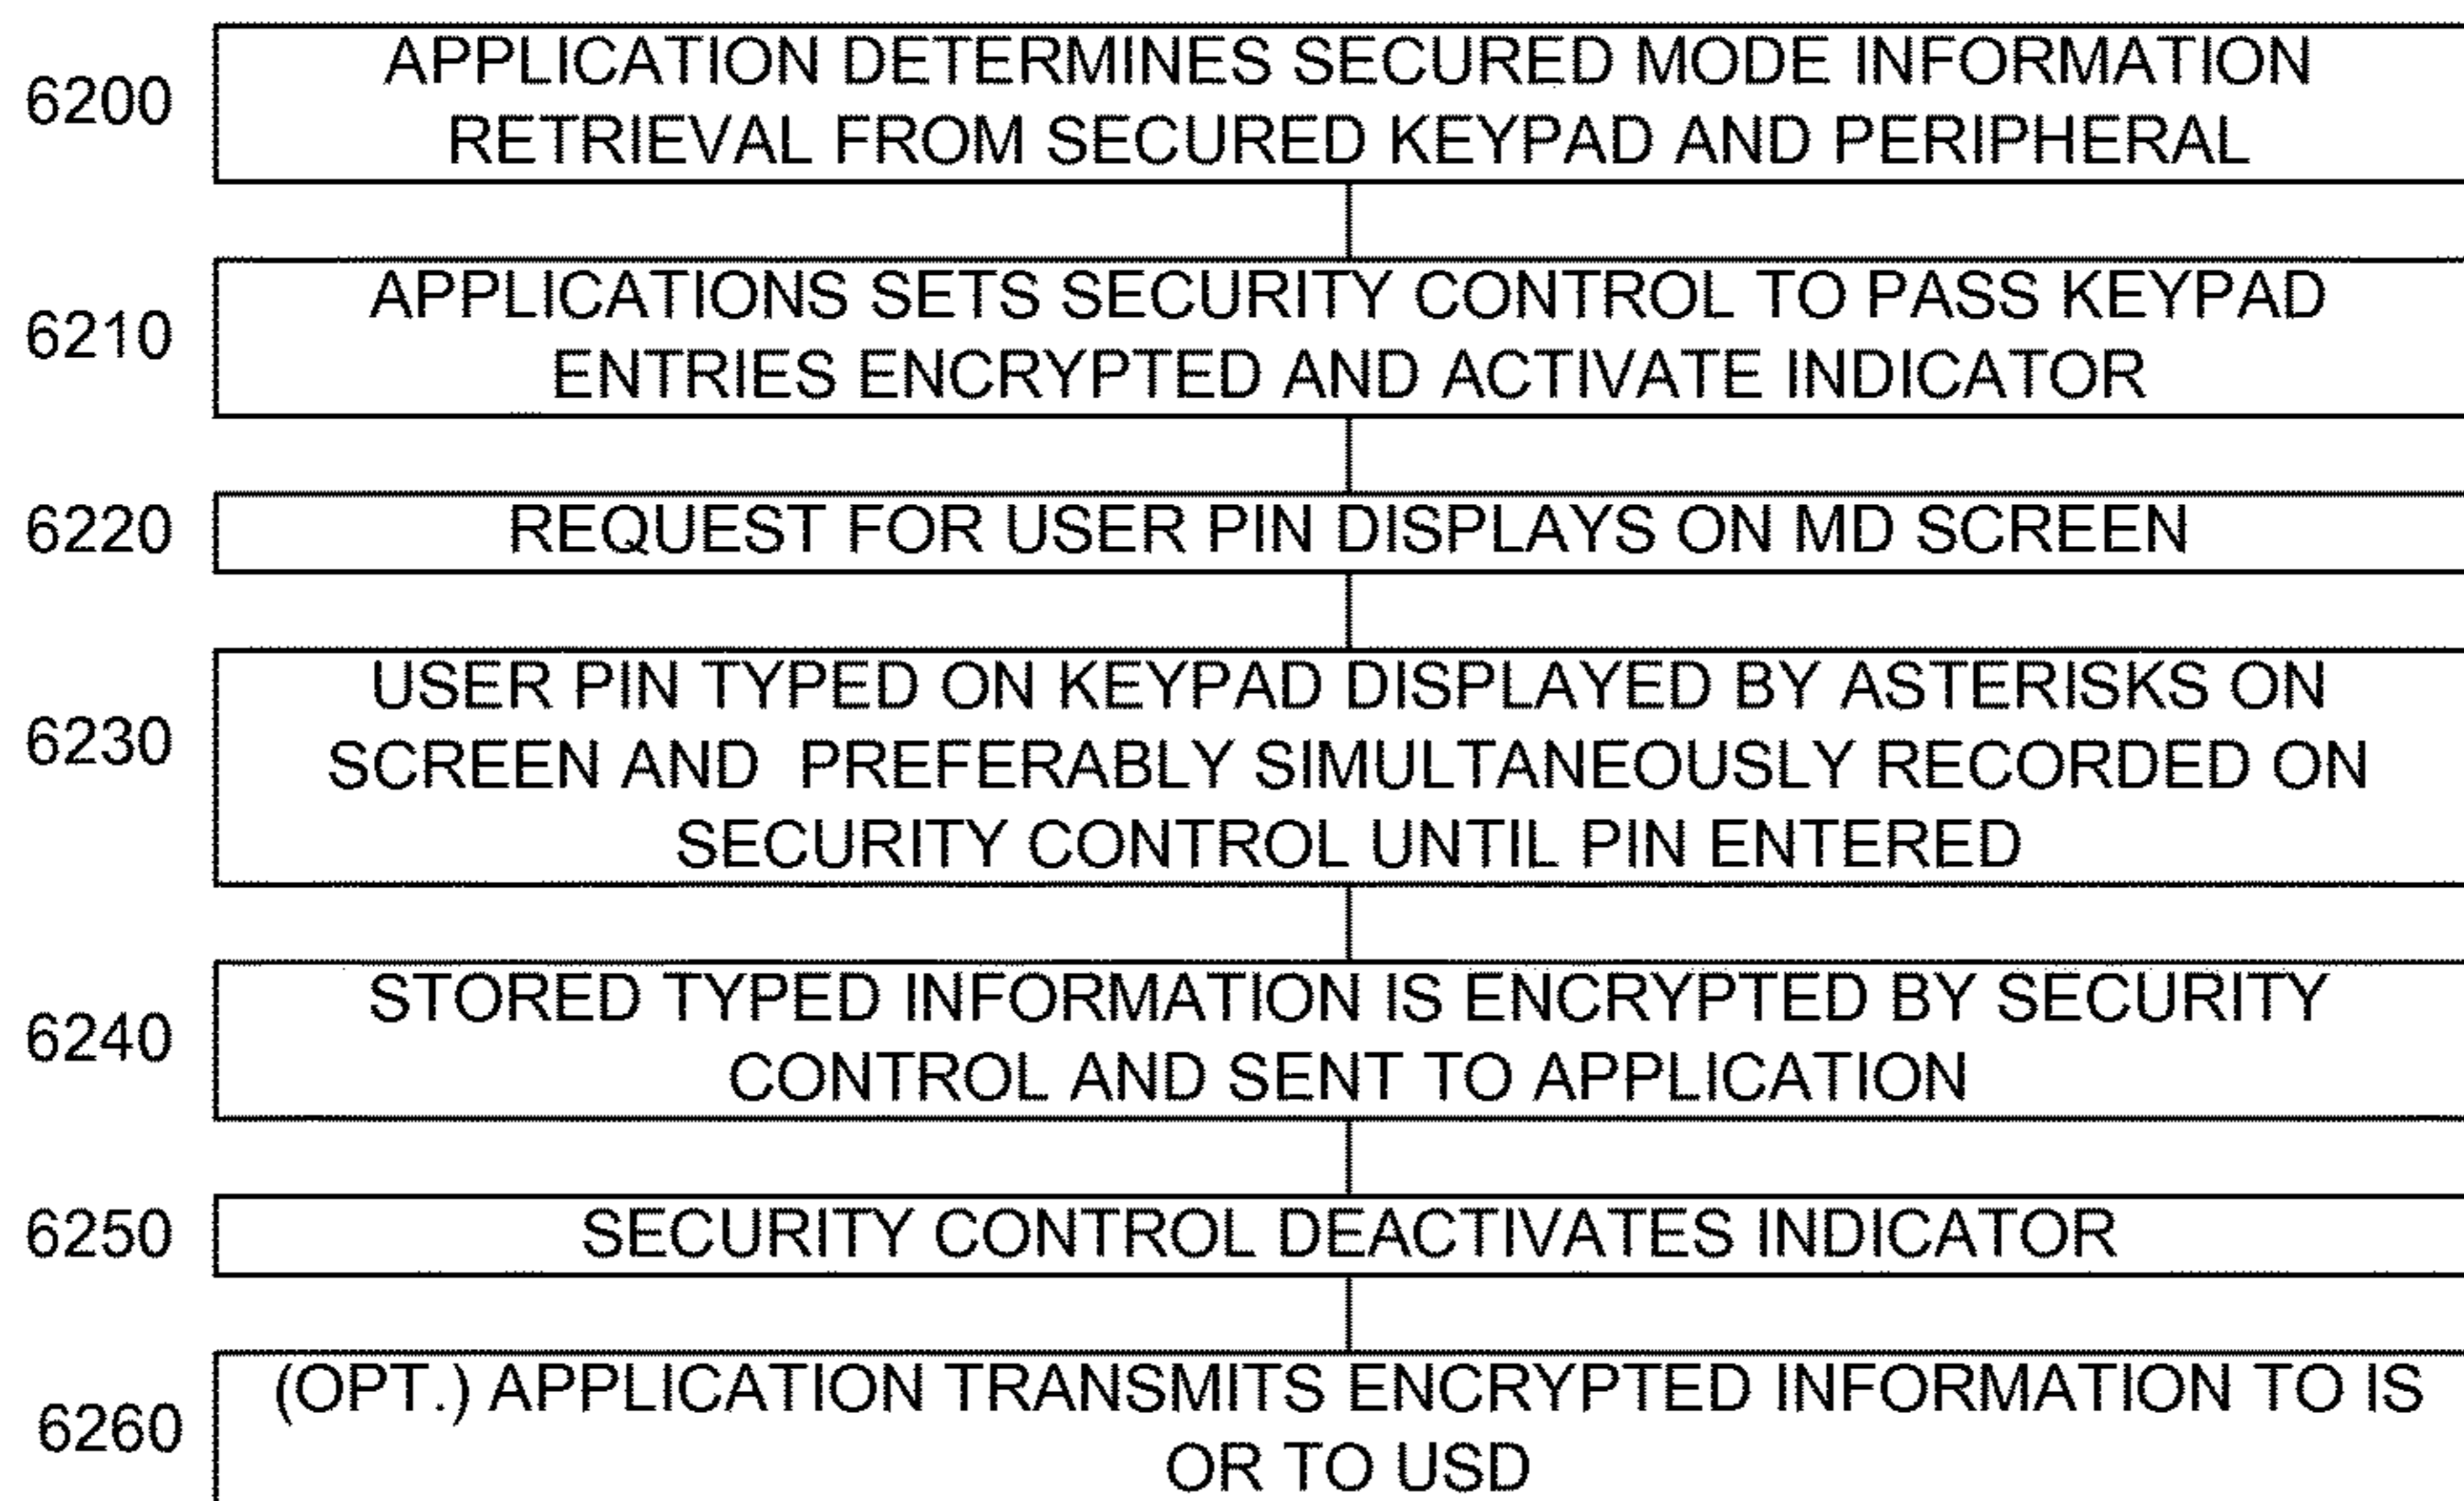 6200
APPLICATION DETERMINES SECURED MODE INFORMATION
RETRIEVAL FROM SECURED KEYPAD AND PERIPHERAL
6210
APPLICATIONS SETS SECURITY CONTROL TO PASS KEYPAD
ENTRIES ENCRYPTED AND ACTIVATE INDICATOR
6220
REQUEST FOR USER PIN DISPLAYS ON MD SCREEN
6230
USER PIN TYPED ON KEYPAD DISPLAYED BY ASTERISKS ON
SCREEN AND PREFERABLY SIMULTANEOUSLY RECORDED ON
SECURITY CONTROL UNTIL PIN ENTERED
6240
STORED TYPED INFORMATION IS ENCRYPTED BY SECURITY
CONTROL AND SENT TO APPLICATION
6250
SECURITY CONTROL DEACTIVATES INDICATOR
6260
(OPT.) APPLICATION TRANSMITS ENCRYPTED INFORMATION TO IS
OR TO USD